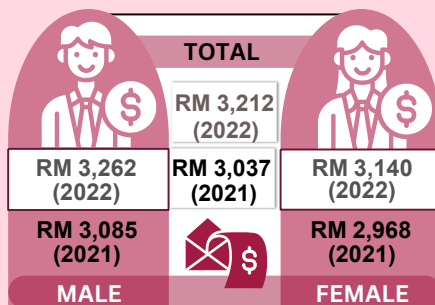 TOTAL
$
$
RM 3,212
(2022)
RM 3,262
(2022)
RM 3,037
(2021)
RM 3,140
(2022)
RM 3,085
(2021)
RM 2,968
(2021)
$
MALE
FEMALE